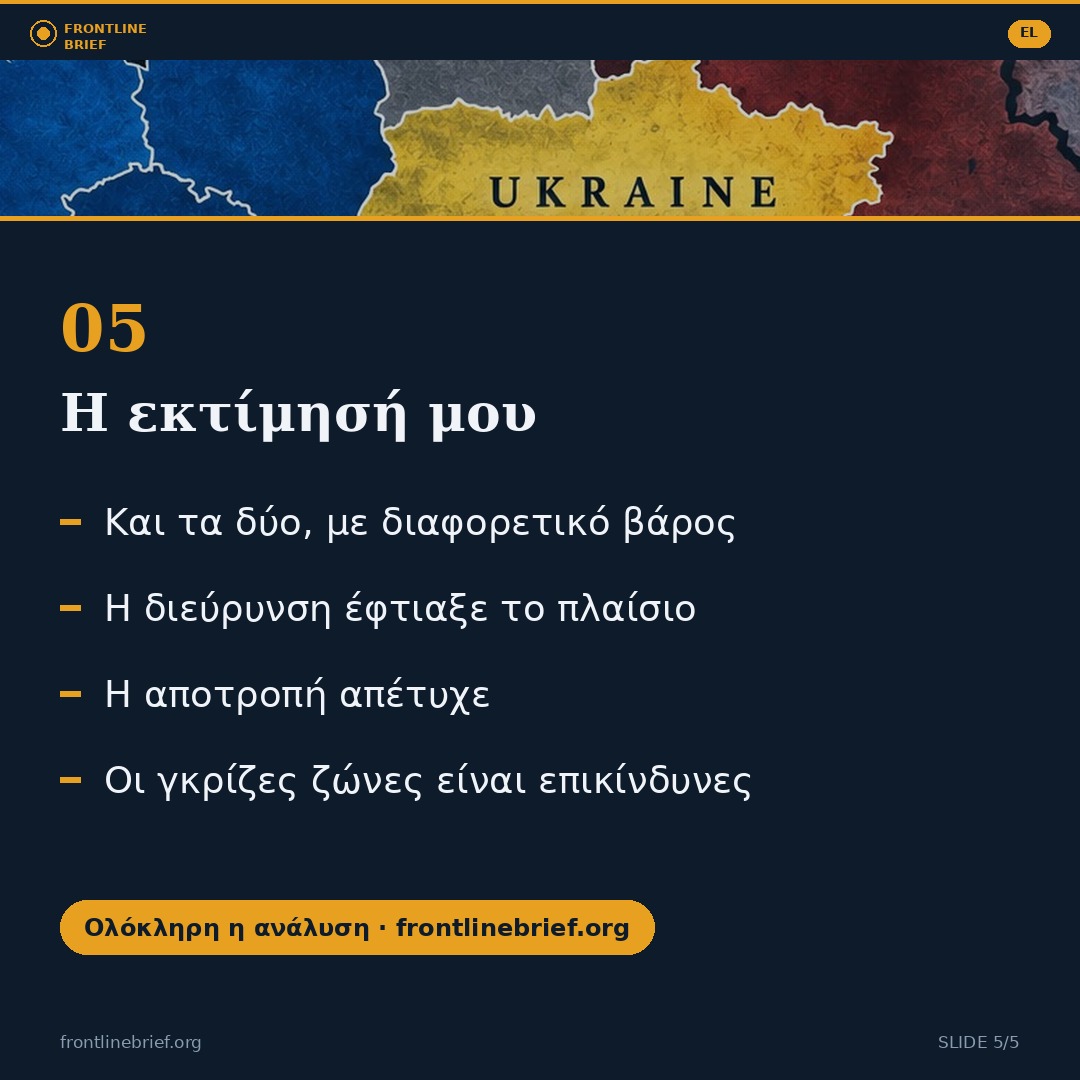 FRONTLINE
BRIEF
EL
UKRAINE
05
Η εκτίμησή μου
Και τα δύο, με διαφορετικό βάρος
Η διεύρυνση έφτιαξε το πλαίσιο
Η αποτροπή απέτυχε
Οι γκρίζες ζώνες είναι επικίνδυνες
Ολόκληρη η ανάλυση · frontlinebrief.org
frontlinebrief.org
SLIDE 5/5